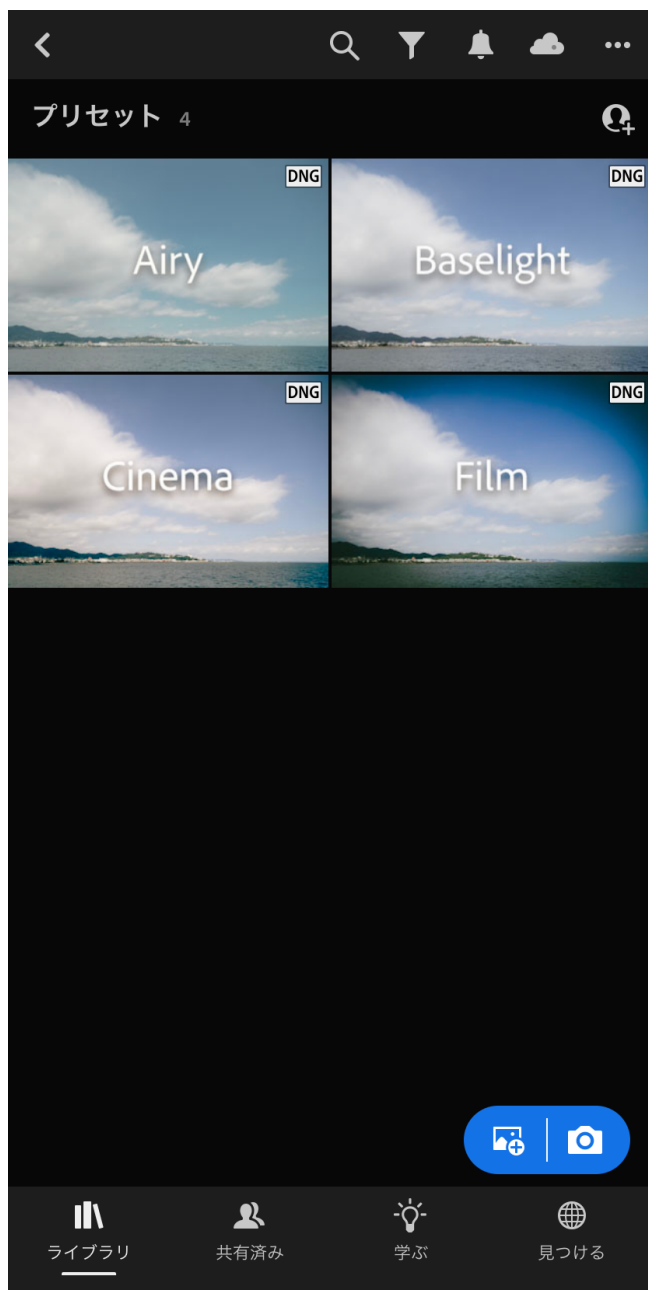 プリセット 4
DNG
DNG
Airy
Baselight
DNG
DNG
Cinema
Film
ライブラリ
共有済み
学ぶ
見つける